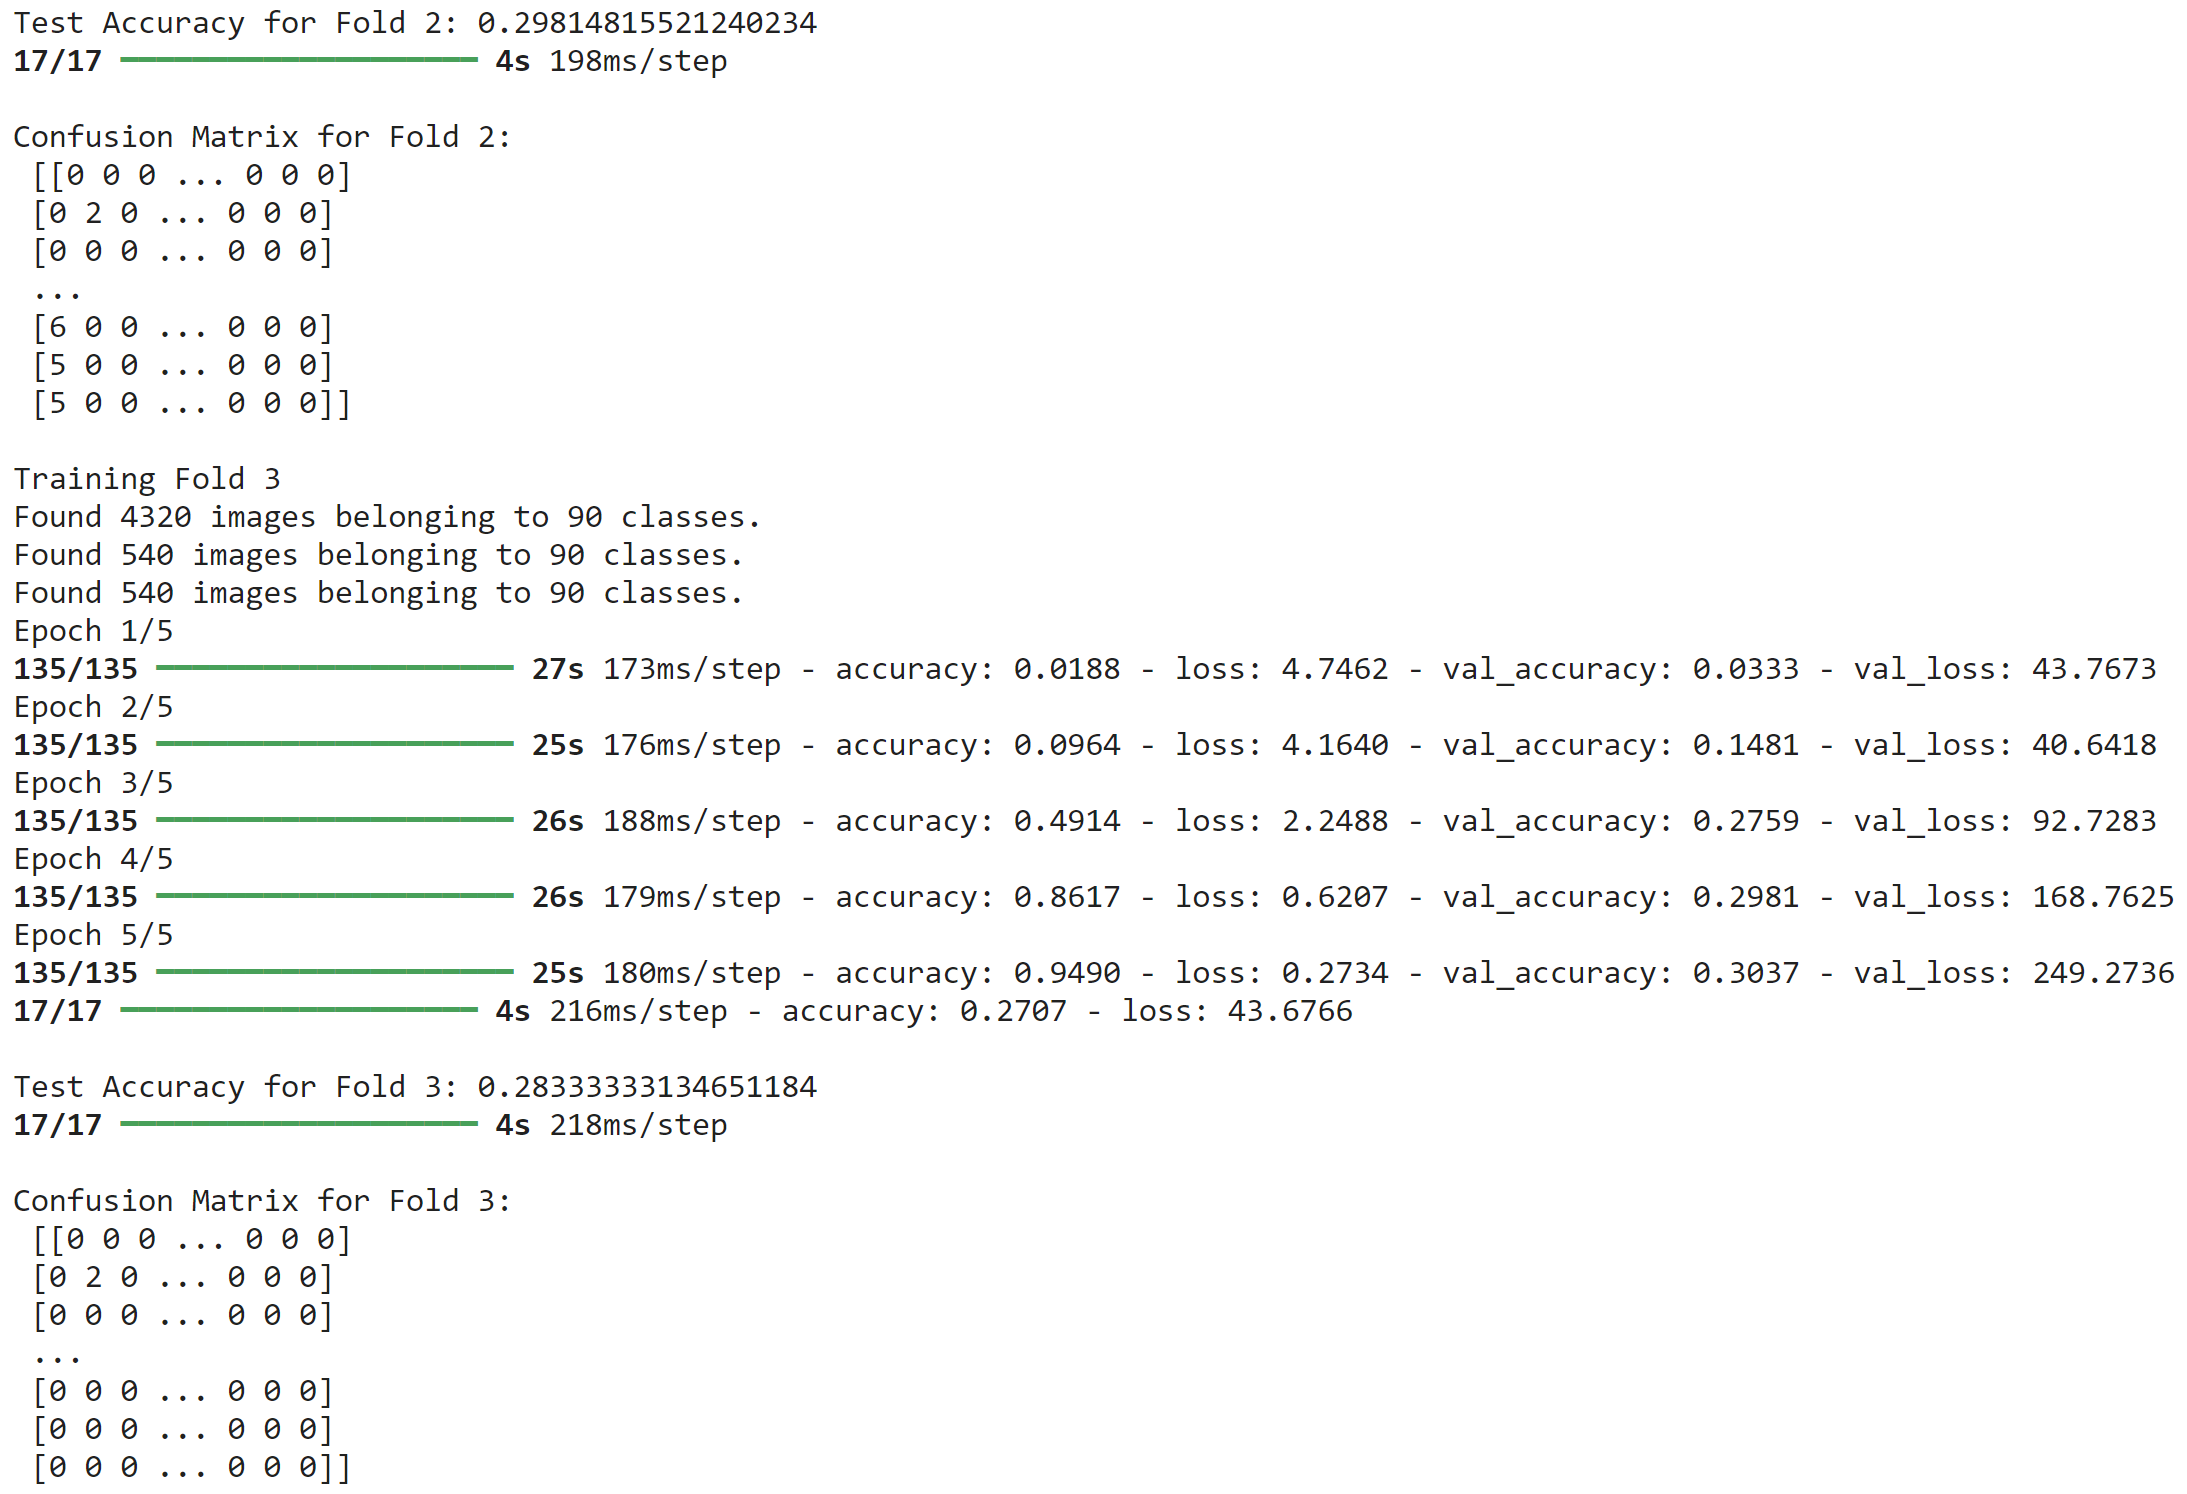 Test Accuracy for Fold 2: 0.29814815521240234
17/17 ━━━━━━━━━━━━━━━━━━━━ 4s 198ms/step
Confusion Matrix for Fold 2:
[[0 0 0 ... 0 0 0]
[0 2 0 ... 0 0 0]
[0 0 0 ... 0 0 0]
...
[6 0 0 ... 0 0 0]
[5 0 0 ... 0 0 0]
[5 0 0 ... 0 0 0]]
Training Fold 3
Found 4320 images belonging to 90 classes.
Found 540 images belonging to 90 classes.
Found 540 images belonging to 90 classes.
Epoch 1/5
135/135 ━━━━━━━━━━━━━━━━━━━━ 27s 173ms/step - accuracy: 0.0188 - loss: 4.7462 - val_accuracy: 0.0333 - val_loss: 43.7673
Epoch 2/5
135/135 ━━━━━━━━━━━━━━━━━━━━ 25s 176ms/step - accuracy: 0.0964 - loss: 4.1640 - val_accuracy: 0.1481 - val_loss: 40.6418
Epoch 3/5
135/135 ━━━━━━━━━━━━━━━━━━━━ 26s 188ms/step - accuracy: 0.4914 - loss: 2.2488 - val_accuracy: 0.2759 - val_loss: 92.7283
Epoch 4/5
135/135 ━━━━━━━━━━━━━━━━━━━━ 26s 179ms/step - accuracy: 0.8617 - loss: 0.6207 - val_accuracy: 0.2981 - val_loss: 168.7625
Epoch 5/5
135/135 ━━━━━━━━━━━━━━━━━━━━ 25s 180ms/step - accuracy: 0.9490 - loss: 0.2734 - val_accuracy: 0.3037 - val_loss: 249.2736
17/17 ━━━━━━━━━━━━━━━━━━━━ 4s 216ms/step - accuracy: 0.2707 - loss: 43.6766
Test Accuracy for Fold 3: 0.28333333134651184
17/17 ━━━━━━━━━━━━━━━━━━━━ 4s 218ms/step
Confusion Matrix for Fold 3:
[[0 0 0 ... 0 0 0]
[0 2 0 ... 0 0 0]
[0 0 0 ... 0 0 0]
...
[0 0 0 ... 0 0 0]
[0 0 0 ... 0 0 0]
[0 0 0 ... 0 0 0]]